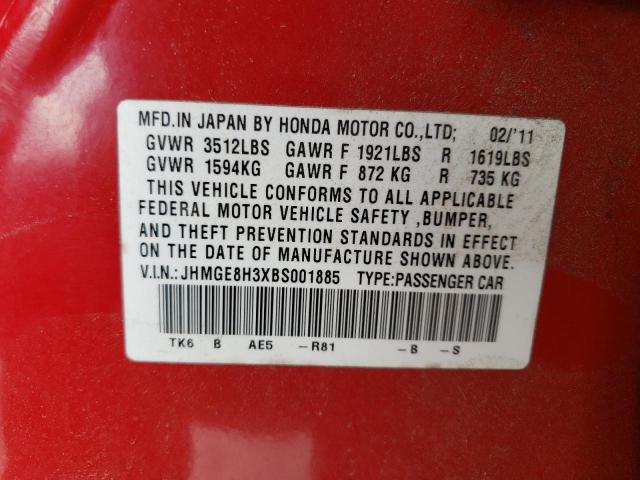 MFD.IN JAPAN BY HONDA MOTOR CO.,LTD; 02/'11
GVWR 3512LBS GAWR F 1921LBS R 1619LBS
GVWR 1594KG GAWR F 872 KG R 735 KG
THIS VEHICLE CONFORMS TO ALL APPLICABLE
FEDERAL MOTOR VEHICLE SAFETY ,BUMPER,
AND THEFT PREVENTION STANDARDS IN EFFECT
ON THE DATE OF MANUFACTURE SHOWN ABOVE.
V.I.N.: JHMGE8H3XBS001885 TYPE:PASSENGER CAR
TK6 B AE5 -R81 -B -S